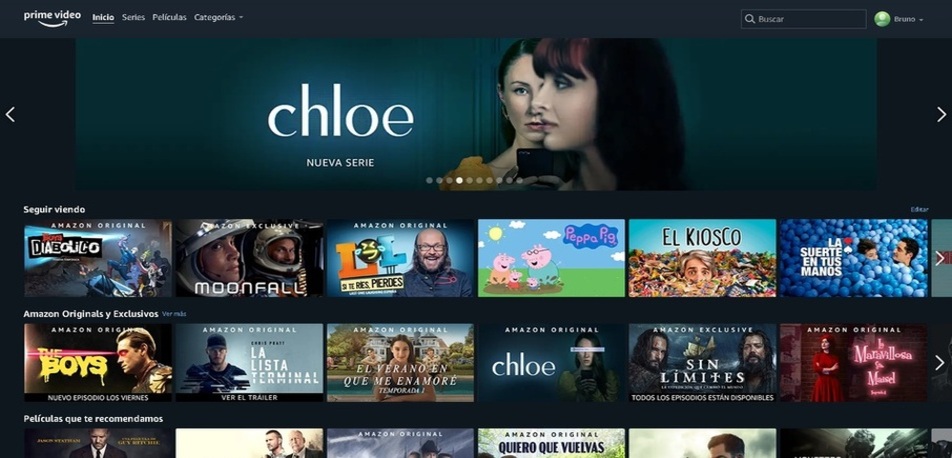 prime video
Inicio Series Películas Categorías
Buscar
Bruno
chloe
NUEVA SERIE
Seguir viendo
Editar
AMAZON ORIGINAL
DIABÓLICO
AMAZON EXCLUSIVE
MOONFALL
AMAZON ORIGINAL
LOL
SI TE RÍES, PIERDES
Peppa Pig
EL KIOSCO
LA
SUERTE
EN TUS
MANOS
Amazon Originals y Exclusivos Ver más
AMAZON ORIGINAL
THE BOYS
NUEVO EPISODIO LOS VIERNES
AMAZON ORIGINAL
CHRIS PRATT
LA
LISTA
TERMINAL
VER EL TRÁILER
AMAZON ORIGINAL
EL VERANO EN
QUE ME ENAMORÉ
TEMPORADA
AMAZON ORIGINAL
chloe
AMAZON EXCLUSIVE
SIN
LÍMITES
TODOS LOS EPISODIOS ESTÁN DISPONIBLES
AMAZON ORIGINAL
la
Maravillosa
Sra.
Maisel
Películas que te recomendamos
JASON STATHAM
GUY RITCHIE
AMAZON ORIGINAL
AMAZON ORIGINAL
QUIERO QUE VUELVAS